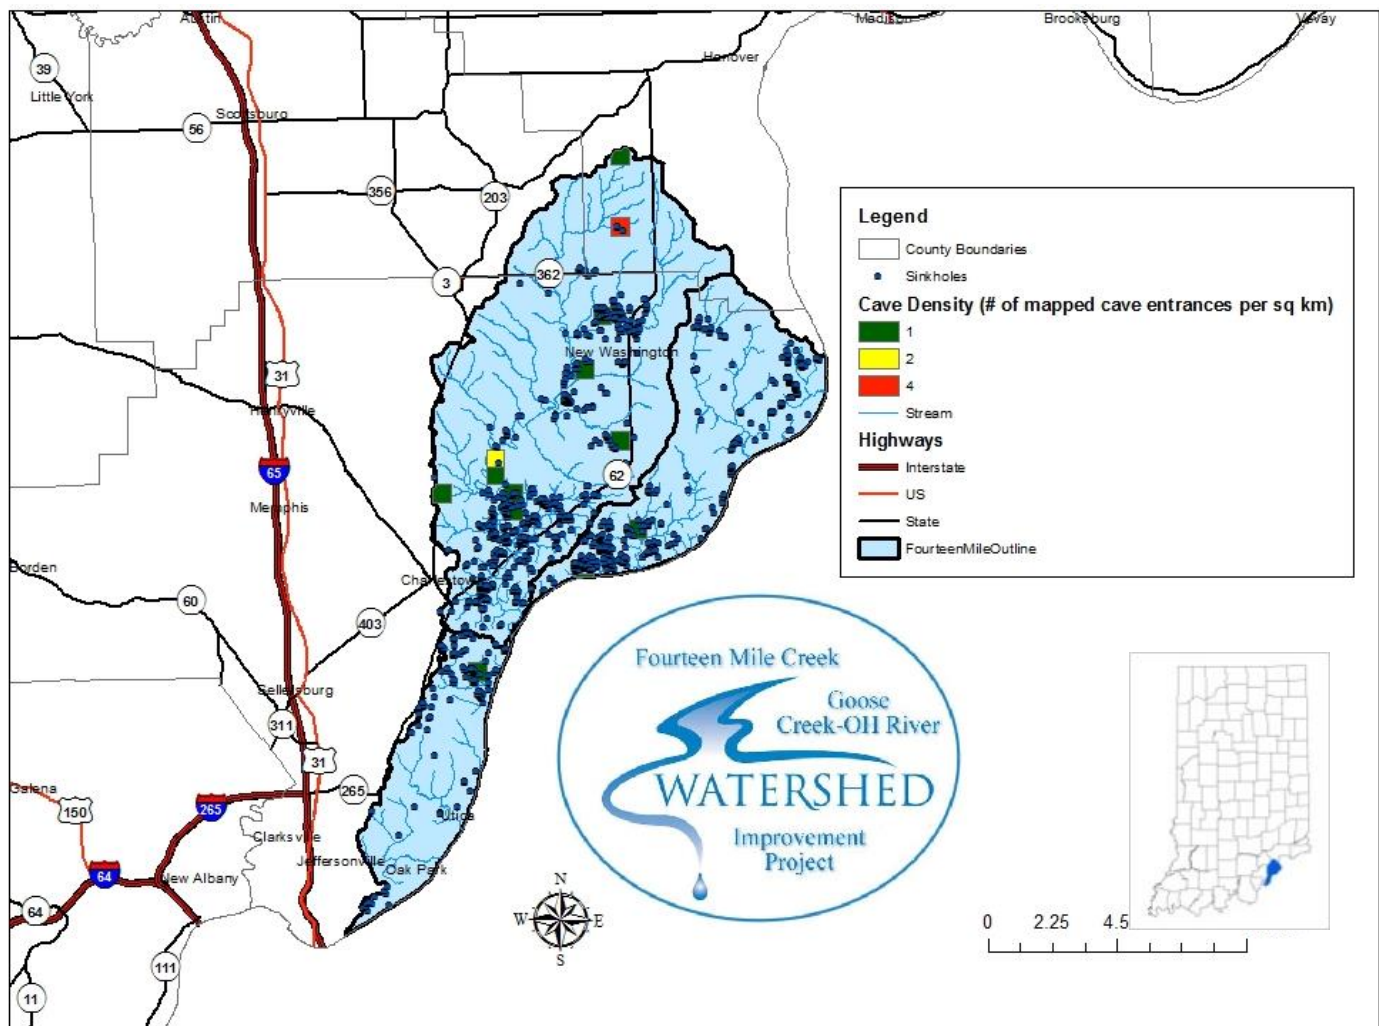 Austin
Madison
Brooksburg
Vevay
Hanover
39
Little York
Scottsburg
56
356
203
3
362
New Washington
31
Henryville
65
62
Memphis
Charlestown
Borden
60
403
Sellersburg
311
31
265
265
Galena
150
Clarksville
Utica
Jeffersonville
Oak Park
64
New Albany
64
111
11
Legend
County Boundaries
Sinkholes
Cave Density (# of mapped cave entrances per sq km)
1
2
4
Stream
Highways
Interstate
US
State
FourteenMileOutline
Fourteen Mile Creek
Goose
Creek-OH River
WATERSHED
Improvement
Project
N
W
E
S
0 2.25 4.5